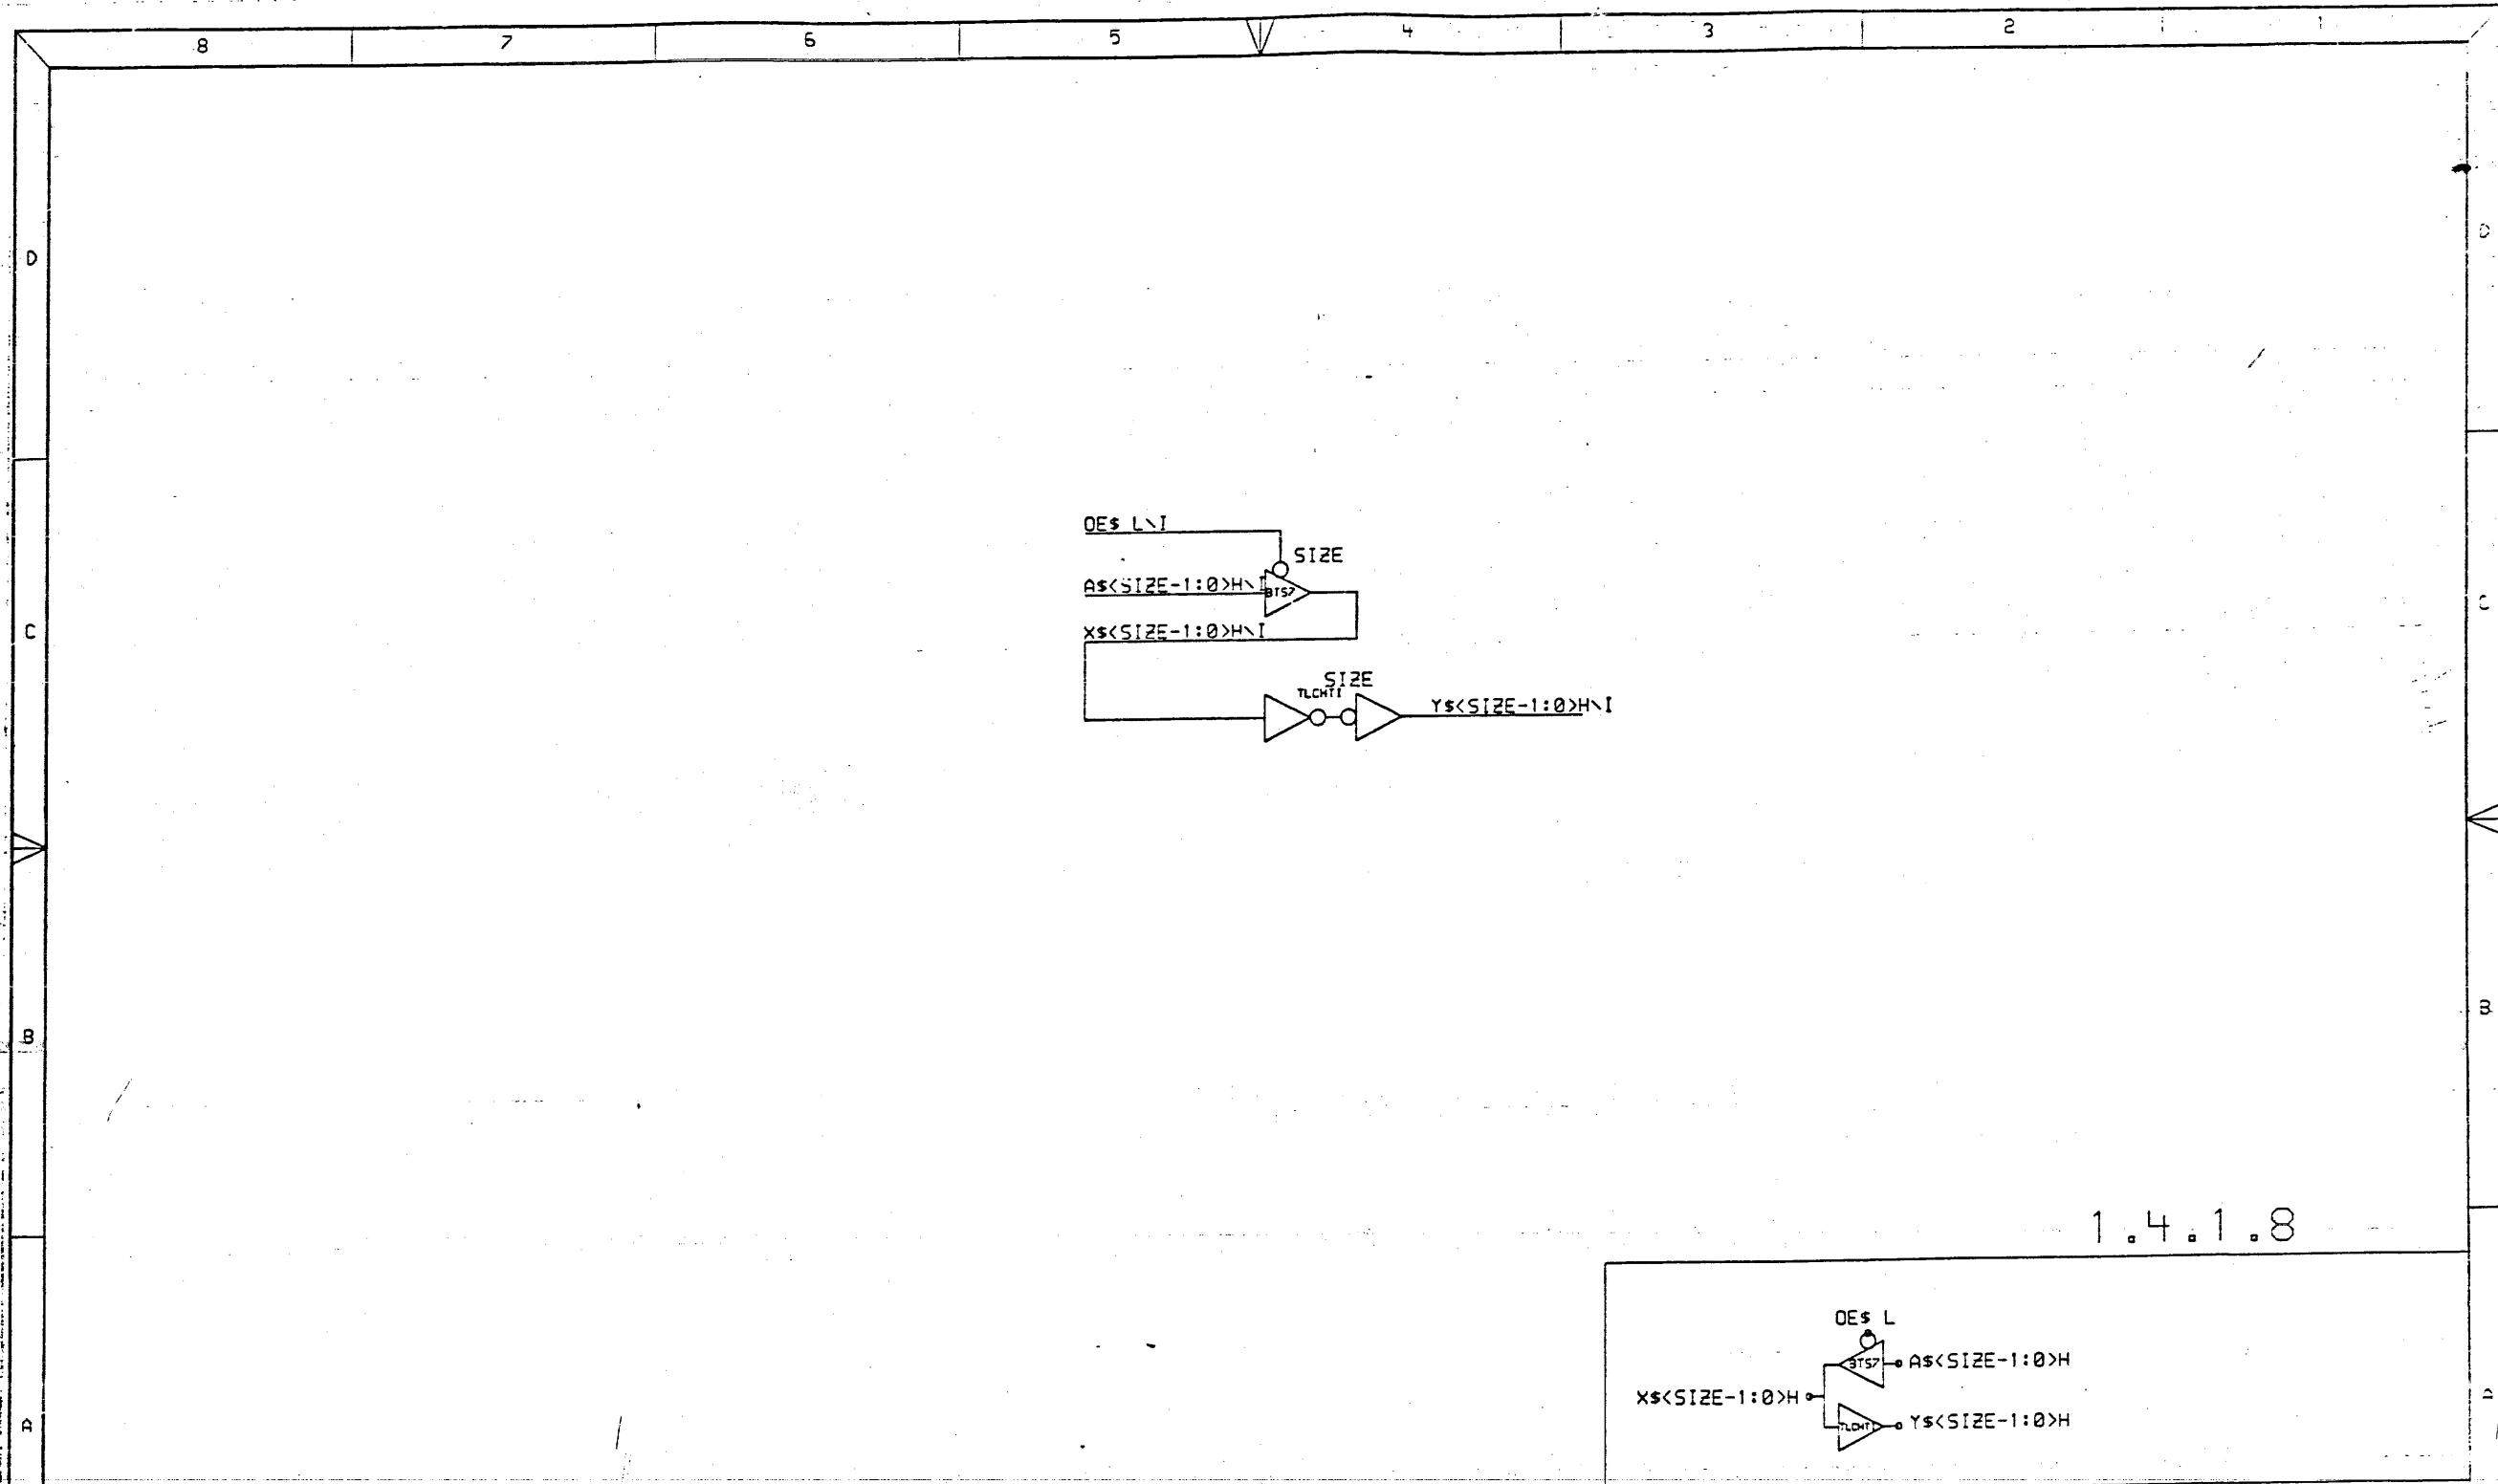 8 7 6 5 4 3 2 1
D D
OE$ L\I
SIZE
A$<SIZE-1:0>H\I
BTS7
C C
X$<SIZE-1:0>H\I
SIZE
TLCHTI
Y$<SIZE-1:0>H\I
B B
1.4.1.8
OE$ L
BTS7 A$<SIZE-1:0>H
X$<SIZE-1:0>H
A A
TLCHTI Y$<SIZE-1:0>H